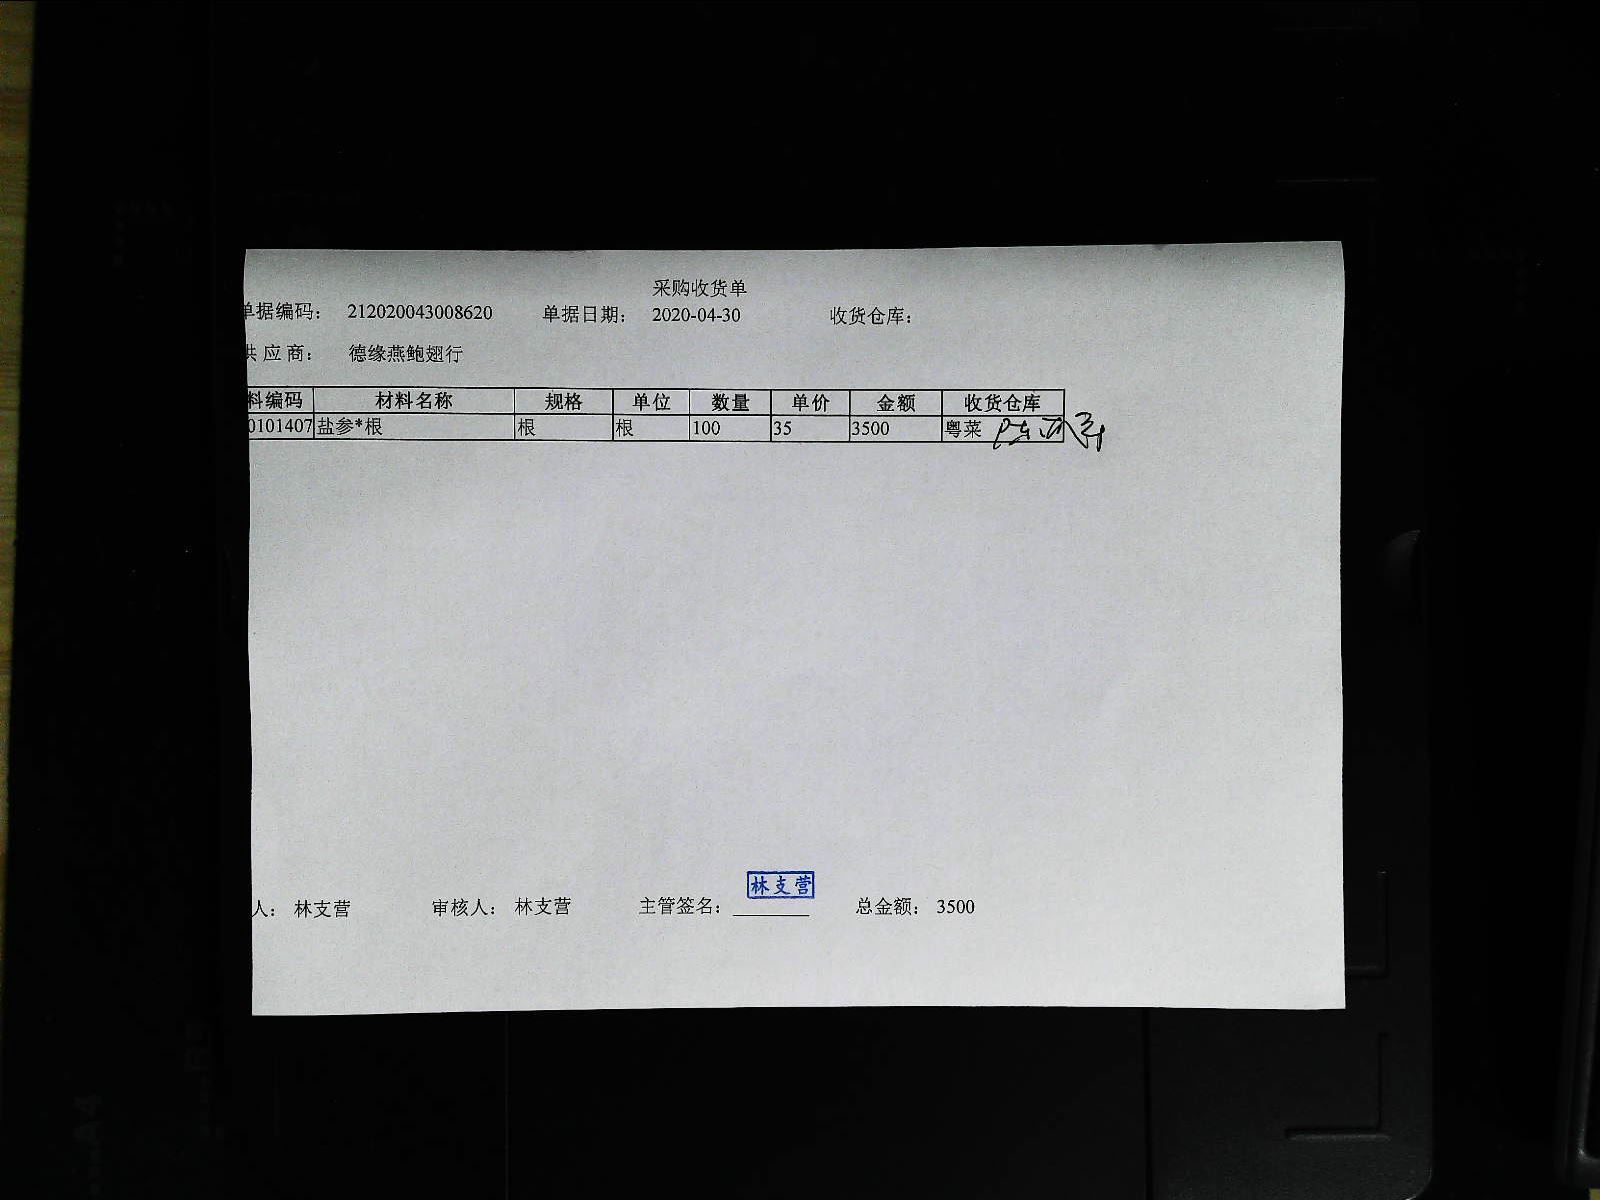 采购收货单
单据编码： 212020043008620 单据日期： 2020-04-30 收货仓库：
供应商： 德缘燕鲍翅行
料编码 材料名称 规格 单位 数量 单价 金额 收货仓库
0101407 盐参*根 根 根 100 35 3500 粤菜
林支营
人： 林支营 审核人： 林支营 主管签名： 总金额： 3500